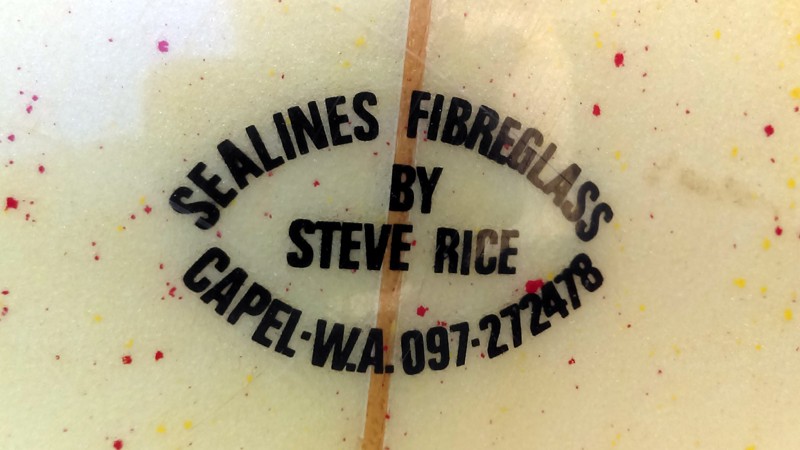 SEALINES FIBREGLASS
BY
STEVE RICE
CAPEL·W.A. 097·272478